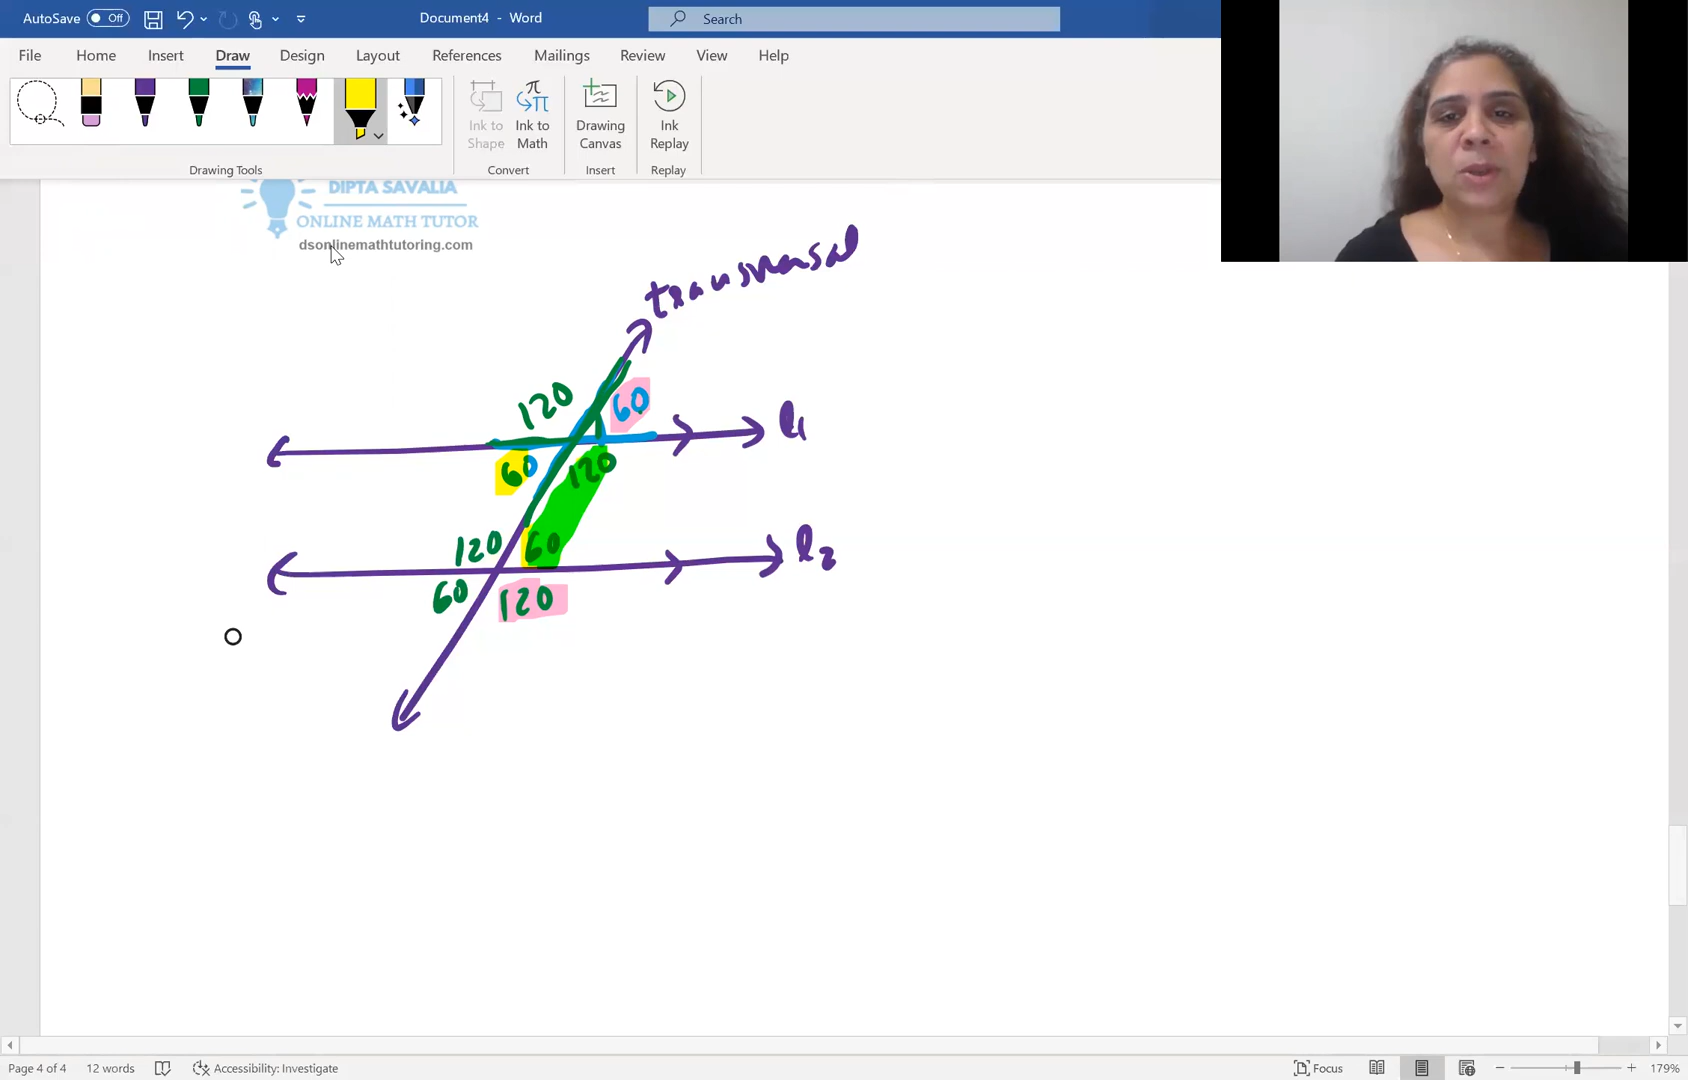 AutoSave Off Document4 - Word Search
File Home Insert Draw Design Layout References Mailings Review View Help
Ink to Shape
Ink to Math
Drawing Canvas
Ink Replay
Drawing Tools Convert Insert Replay
DIPTA SAVALIA
ONLINE MATH TUTOR
dsonlinemathtutoring.com
transversal
120 60 l1
60 120
120 60 l2
60 120
Page 4 of 4 12 words Accessibility: Investigate Focus 179%